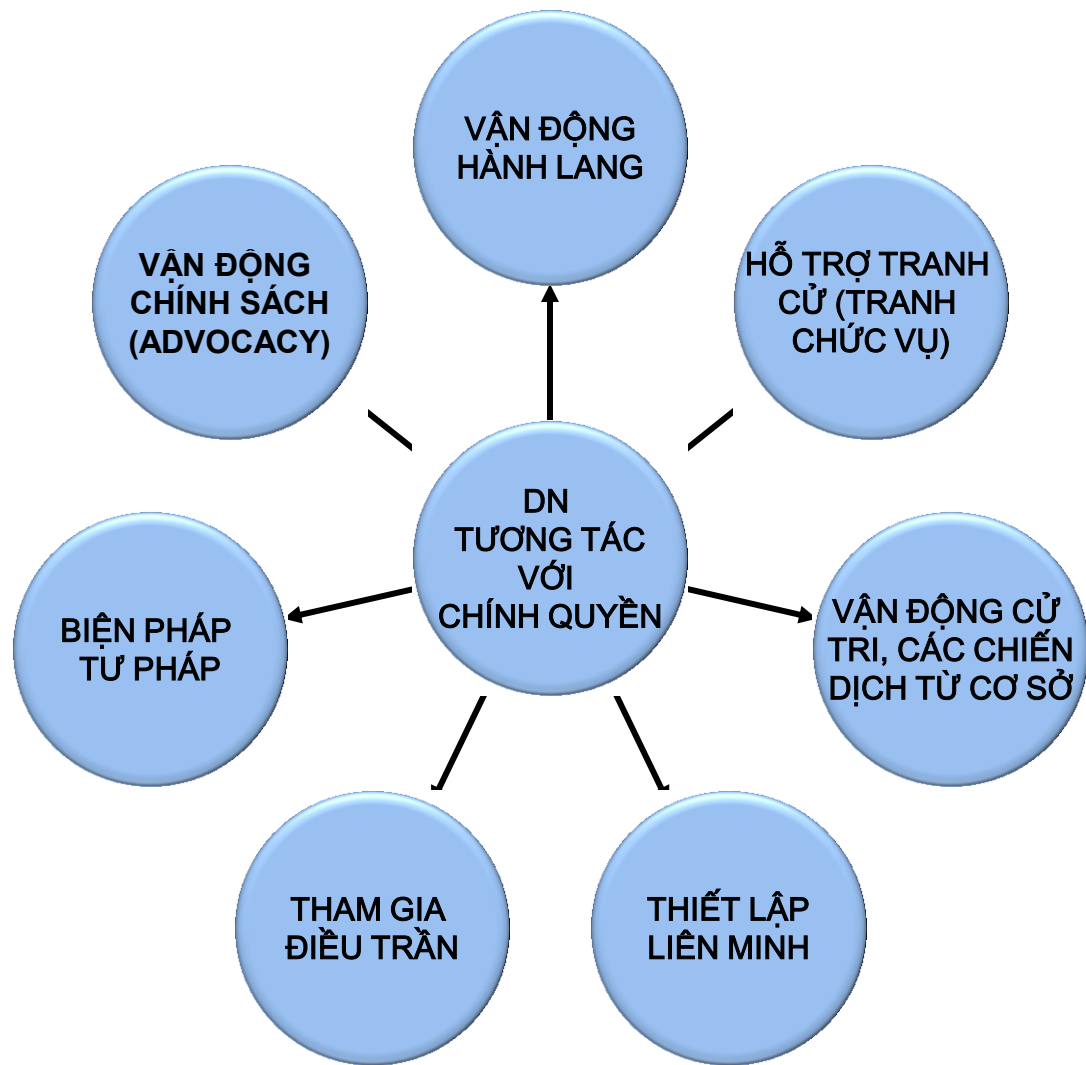 VẬN ĐỘNG
HÀNH LANG
HỖ TRỢ TRANH
CỬ (TRANH
CHỨC VỤ)
VẬN ĐỘNG CỬ
TRI, CÁC CHIẾN
DỊCH TỪ CƠ SỞ
THIẾT LẬP
LIÊN MINH
THAM GIA
ĐIỀU TRẦN
BIỆN PHÁP
TƯ PHÁP
VẬN ĐỘNG
CHÍNH SÁCH
(ADVOCACY)
DN
TƯƠNG TÁC
VỚI
CHÍNH QUYỀN